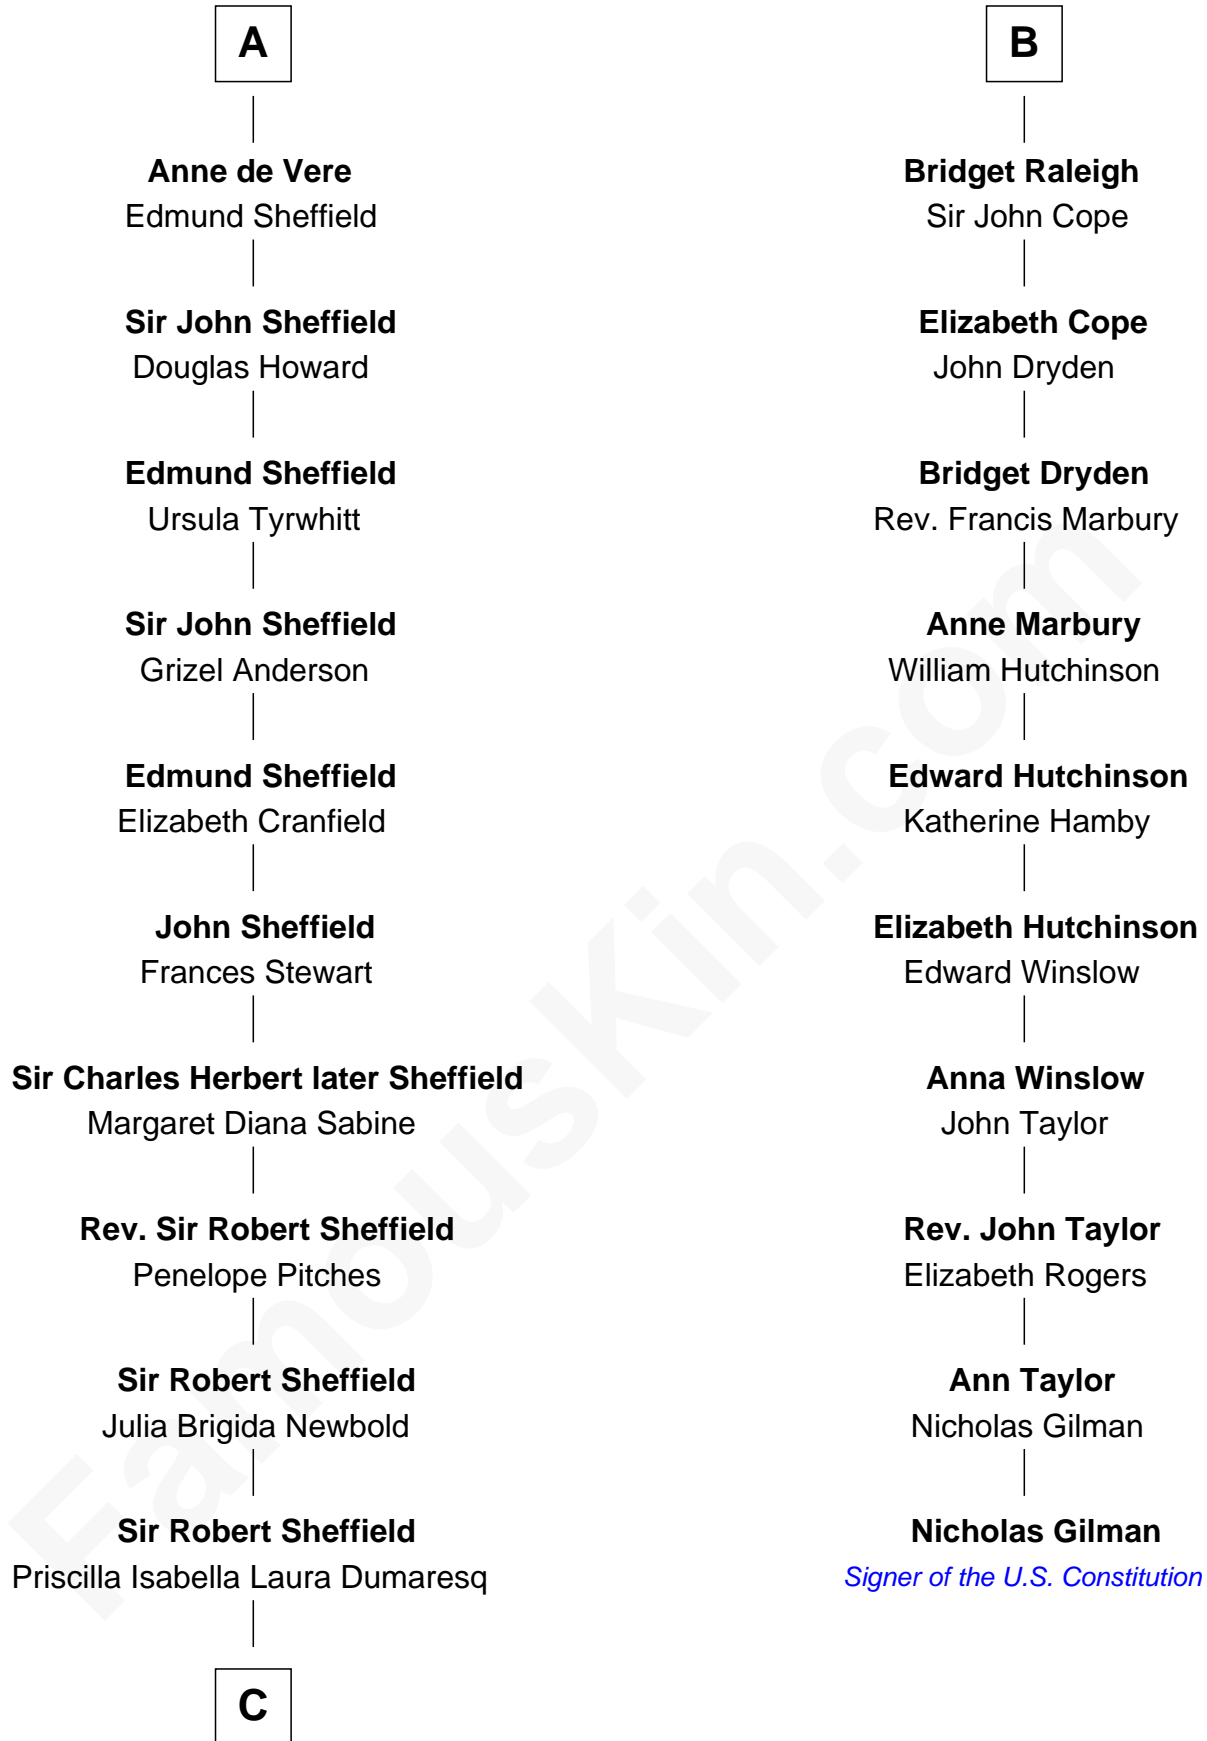 A
Anne de Vere
Edmund Sheffield
Sir John Sheffield
Douglas Howard
Edmund Sheffield
Ursula Tyrwhitt
Sir John Sheffield
Grizel Anderson
Edmund Sheffield
Elizabeth Cranfield
John Sheffield
Frances Stewart
Sir Charles Herbert later Sheffield
Margaret Diana Sabine
Rev. Sir Robert Sheffield
Penelope Pitches
Sir Robert Sheffield
Julia Brigida Newbold
Sir Robert Sheffield
Priscilla Isabella Laura Dumaresq
C
B
Bridget Raleigh
Sir John Cope
Elizabeth Cope
John Dryden
Bridget Dryden
Rev. Francis Marbury
Anne Marbury
William Hutchinson
Edward Hutchinson
Katherine Hamby
Elizabeth Hutchinson
Edward Winslow
Anna Winslow
John Taylor
Rev. John Taylor
Elizabeth Rogers
Ann Taylor
Nicholas Gilman
Nicholas Gilman
Signer of the U.S. Constitution
FamousKin.com